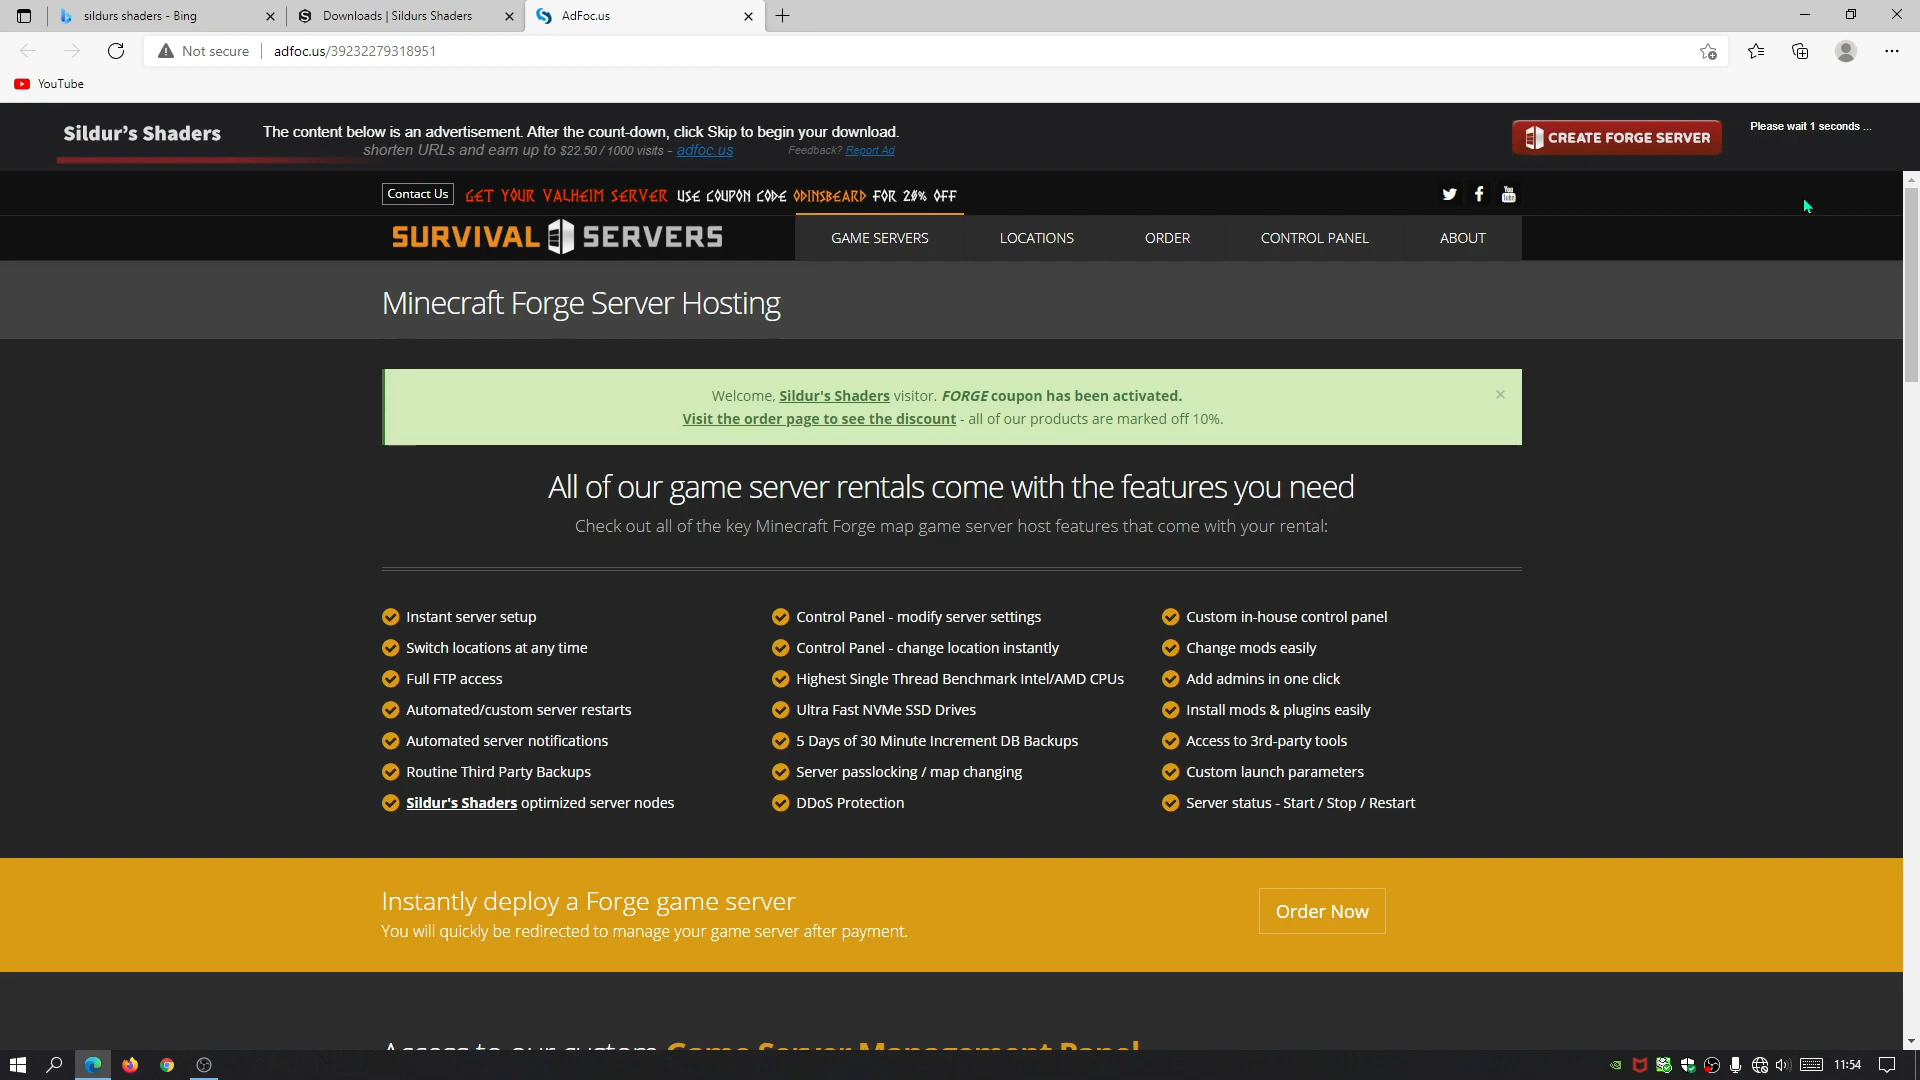 sildurs shaders - Bing
Downloads | Sildurs Shaders
AdFoc.us
Not secure
adfoc.us/39232279318951
YouTube
Sildur's Shaders
The content below is an advertisement. After the count-down, click Skip to begin your download.
shorten URLs and earn up to $22.50 / 1000 visits - adfoc.us
Feedback? Report Ad
CREATE FORGE SERVER
Please wait 1 seconds ...
Contact Us
GET YOUR VALHEIM SERVER USE COUPON CODE ODINSBEARD FOR 20% OFF
You Tube
SURVIVAL SERVERS
GAME SERVERS
LOCATIONS
ORDER
CONTROL PANEL
ABOUT
Minecraft Forge Server Hosting
Welcome, Sildur's Shaders visitor. FORGE coupon has been activated.
Visit the order page to see the discount - all of our products are marked off 10%.
All of our game server rentals come with the features you need
Check out all of the key Minecraft Forge map game server host features that come with your rental:
Instant server setup
Switch locations at any time
Full FTP access
Automated/custom server restarts
Automated server notifications
Routine Third Party Backups
Sildur's Shaders optimized server nodes
Control Panel - modify server settings
Control Panel - change location instantly
Highest Single Thread Benchmark Intel/AMD CPUs
Ultra Fast NVMe SSD Drives
5 Days of 30 Minute Increment DB Backups
Server passlocking / map changing
DDoS Protection
Custom in-house control panel
Change mods easily
Add admins in one click
Install mods & plugins easily
Access to 3rd-party tools
Custom launch parameters
Server status - Start / Stop / Restart
Instantly deploy a Forge game server
You will quickly be redirected to manage your game server after payment.
Order Now
Access to our custom Game Server Management Panel
11:54